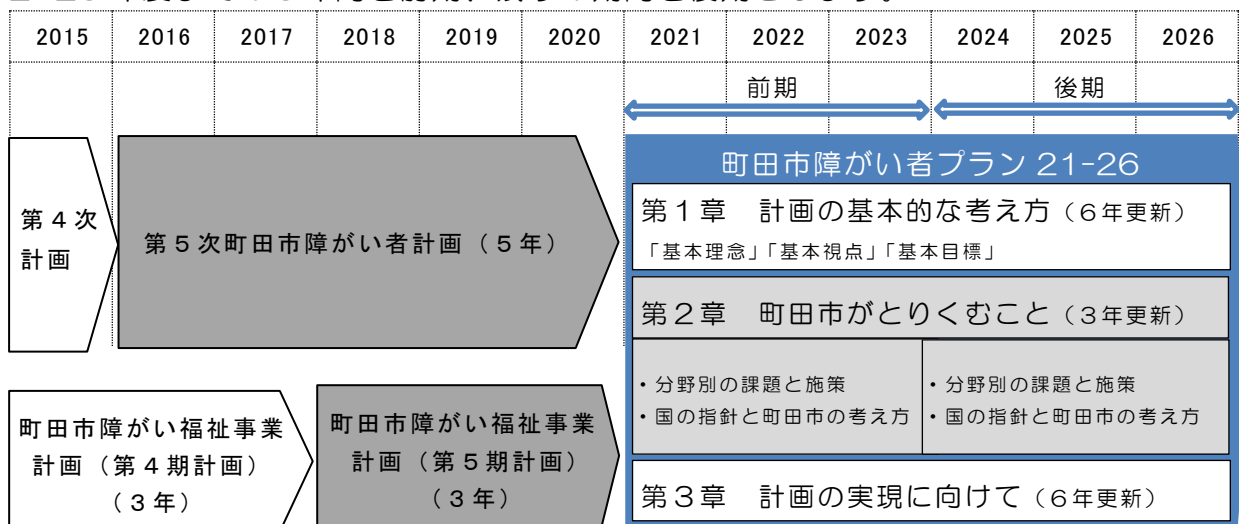 2015 2016 2017 2018 2019 2020 2021 2022 2023 2024 2025 2026
前期 後期
第4次
計画
第5次町田市障がい者計画（5年）
町田市障がい福祉事業
計画（第4期計画）
（3年）
町田市障がい福祉事業
計画（第5期計画）
（3年）
町田市障がい者プラン 21-26
第1章 計画の基本的な考え方（6年更新）
「基本理念」「基本視点」「基本目標」
第2章 町田市がとりくむこと（3年更新）
・分野別の課題と施策
・国の指針と町田市の考え方
・分野別の課題と施策
・国の指針と町田市の考え方
第3章 計画の実現に向けて（6年更新）